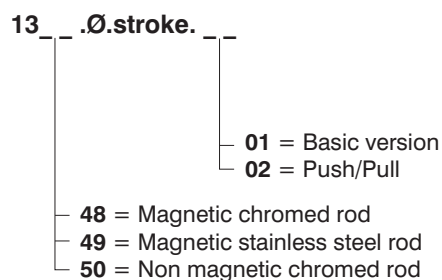 13_ _ .Ø.stroke. _ _
01 = Basic version
02 = Push/Pull
48 = Magnetic chromed rod
49 = Magnetic stainless steel rod
50 = Non magnetic chromed rod